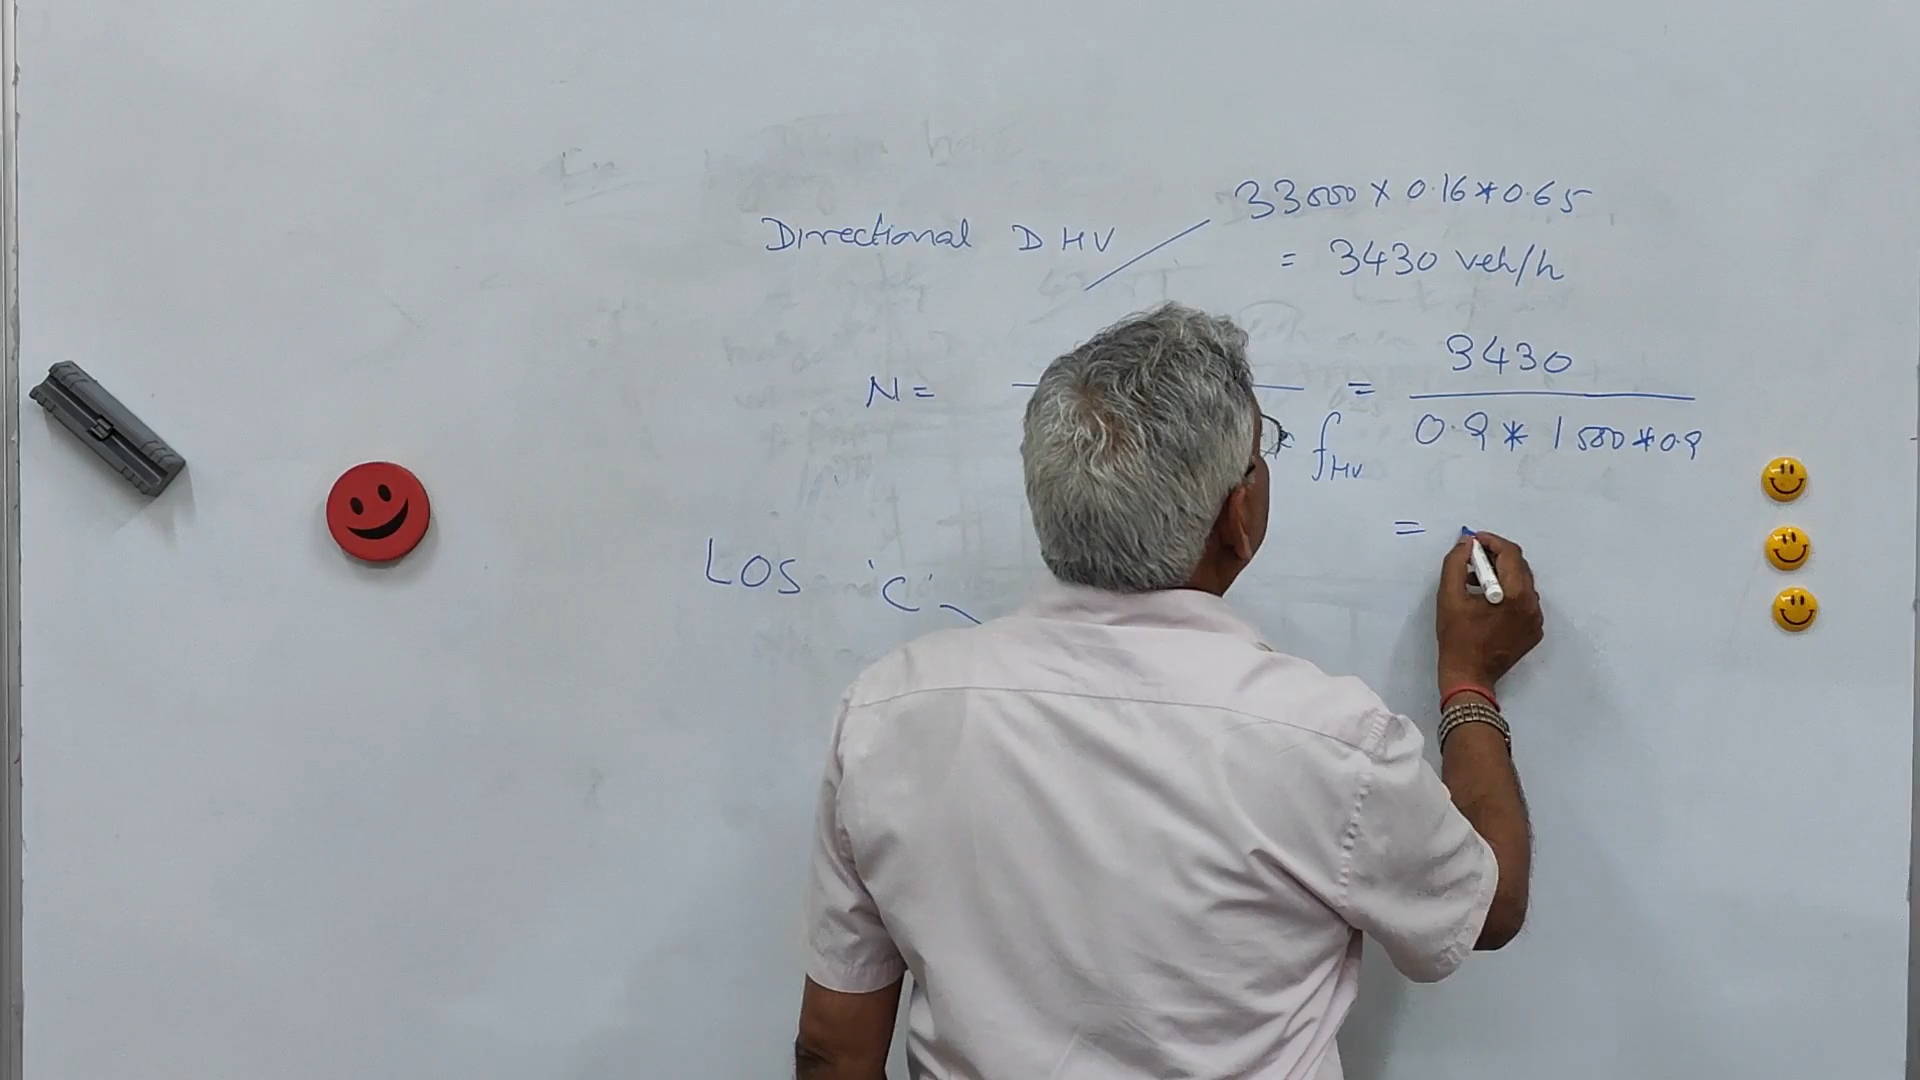 33000 X 0.16 * 0.65
Directional DHV
= 3430 veh/h
N = = 3430
fHV 0.9 * 1500 * 0.9
=
LOS 'C'